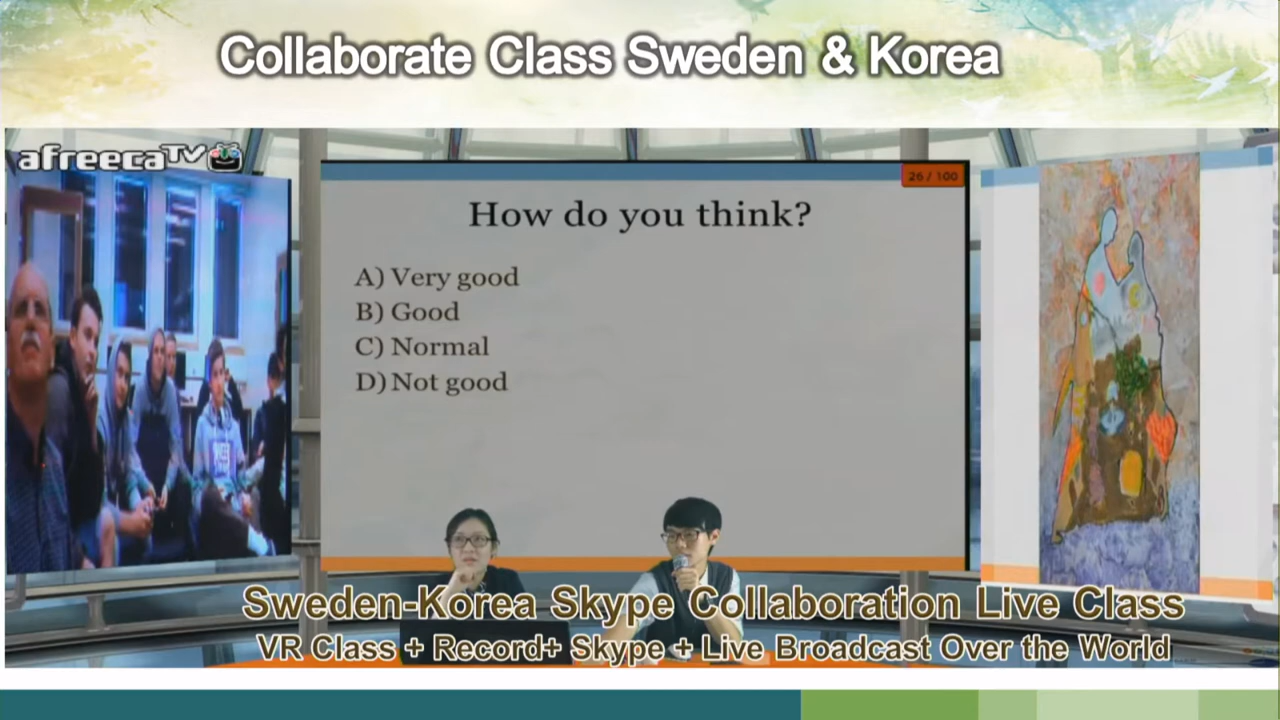 Collaborate Class Sweden & Korea
afreecaTV
26 / 100
How do you think?
A) Very good
B) Good
C) Normal
D) Not good
Sweden-Korea Skype Collaboration Live Class
VR Class + Record+ Skype + Live Broadcast Over the World